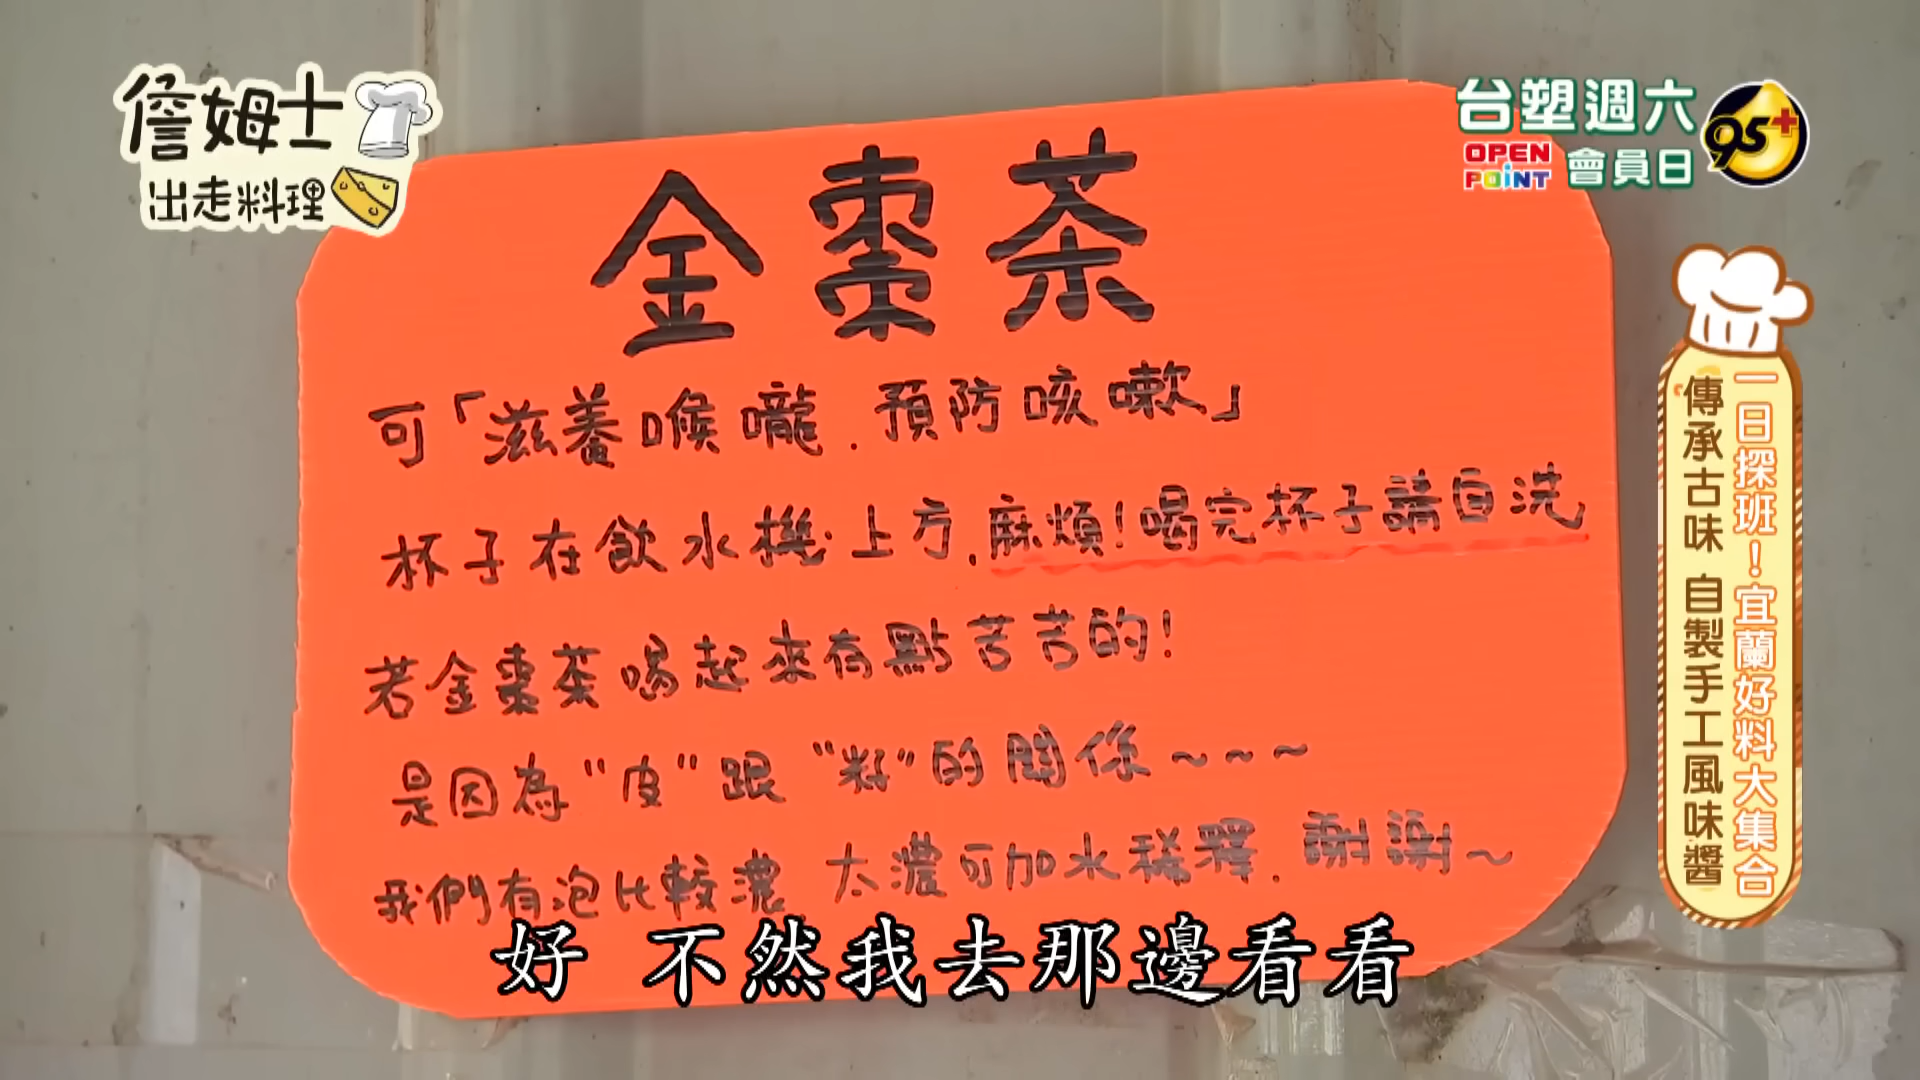 詹姆士
出走料理
台塑週六
OPEN POiNT 會員日
95+
金棗茶
可「滋養喉嚨．預防咳嗽」
杯子在飲水機上方．麻煩！喝完杯子請自洗
若金棗茶喝起來有點苦苦的！
是因為"皮"跟"籽"的関係~~~
我們有泡比較濃．太濃可加水稀釋．謝謝~
一日探班！宜蘭好料大集合
傳承古味 自製手工風味醬
好 不然我去那邊看看